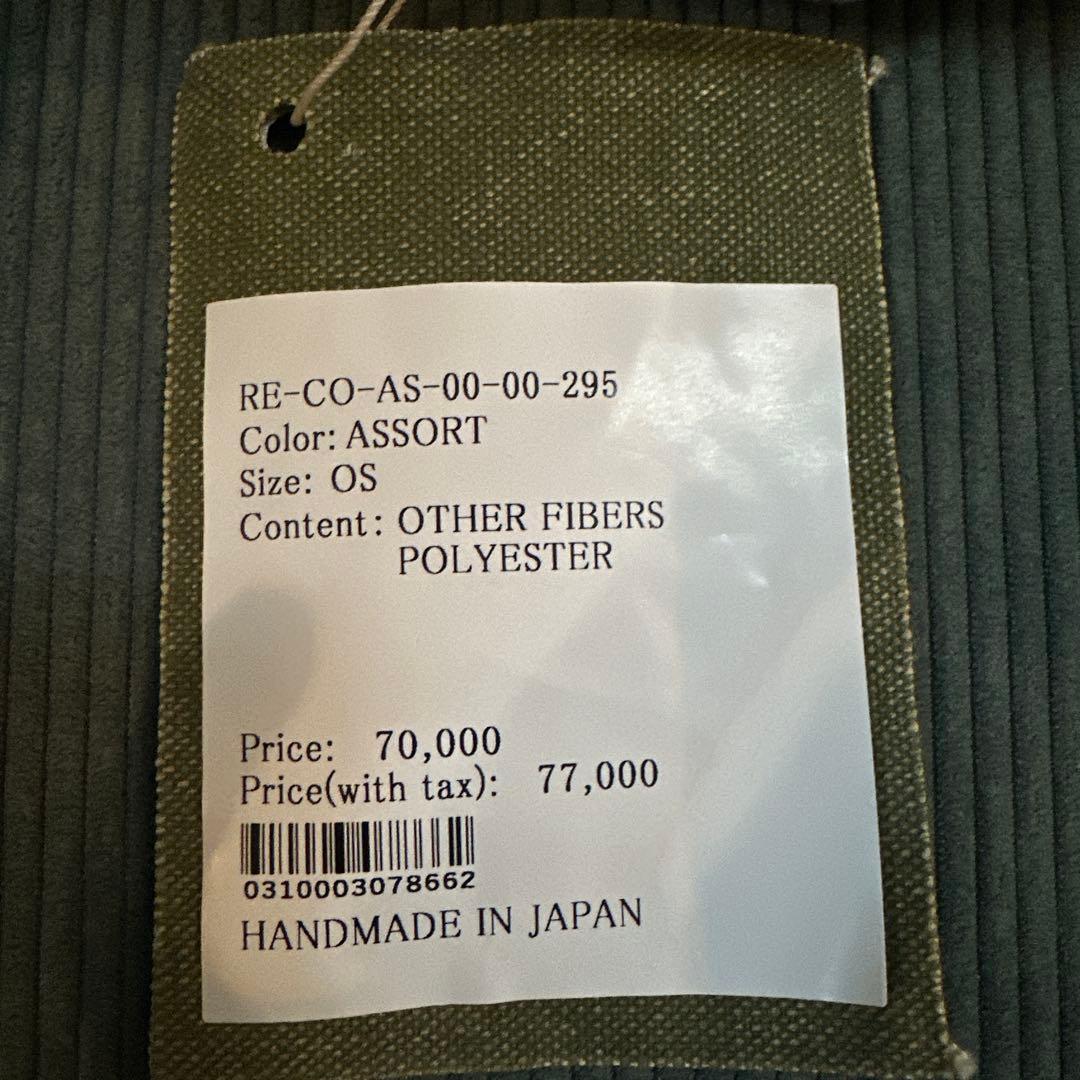 RE-CO-AS-00-00-295
Color: ASSORT
Size: OS
Content: OTHER FIBERS
POLYESTER
Price: 70,000
Price(with tax): 77,000
0310003078662
HANDMADE IN JAPAN